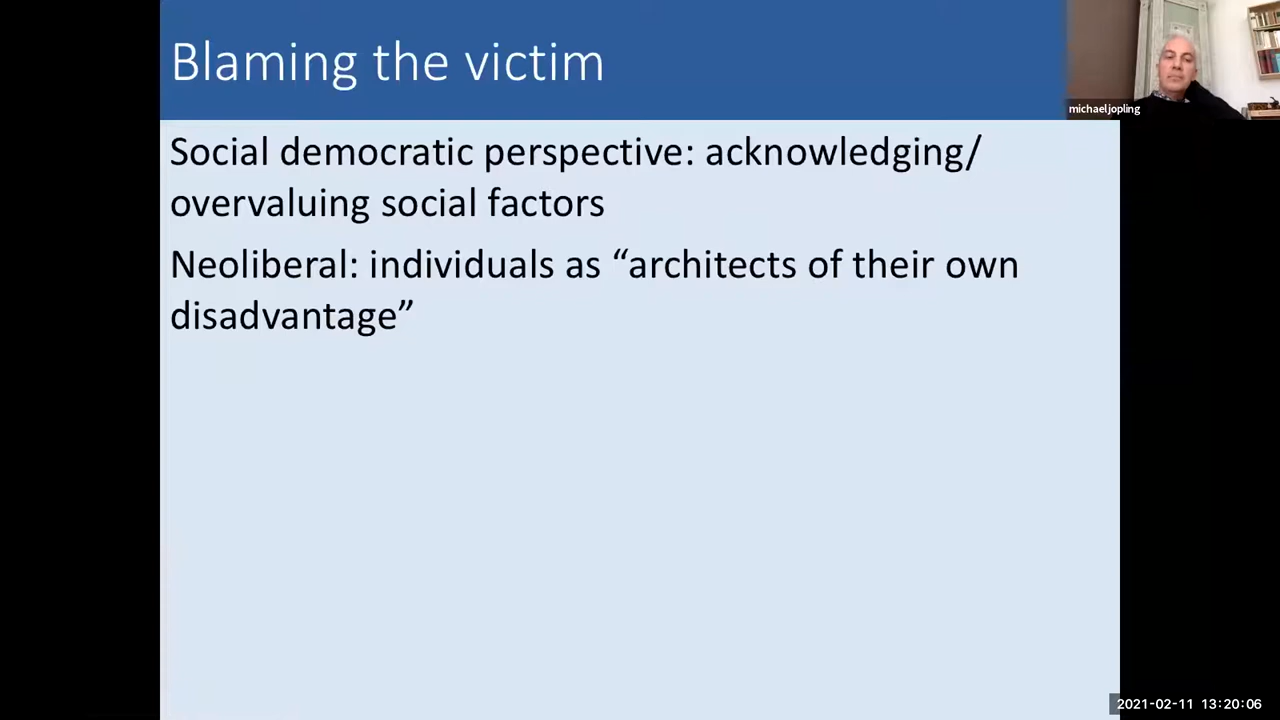 Blaming the victim
michaeljopling
Social democratic perspective: acknowledging/
overvaluing social factors
Neoliberal: individuals as “architects of their own
disadvantage”
2021-02-11 13:20:06